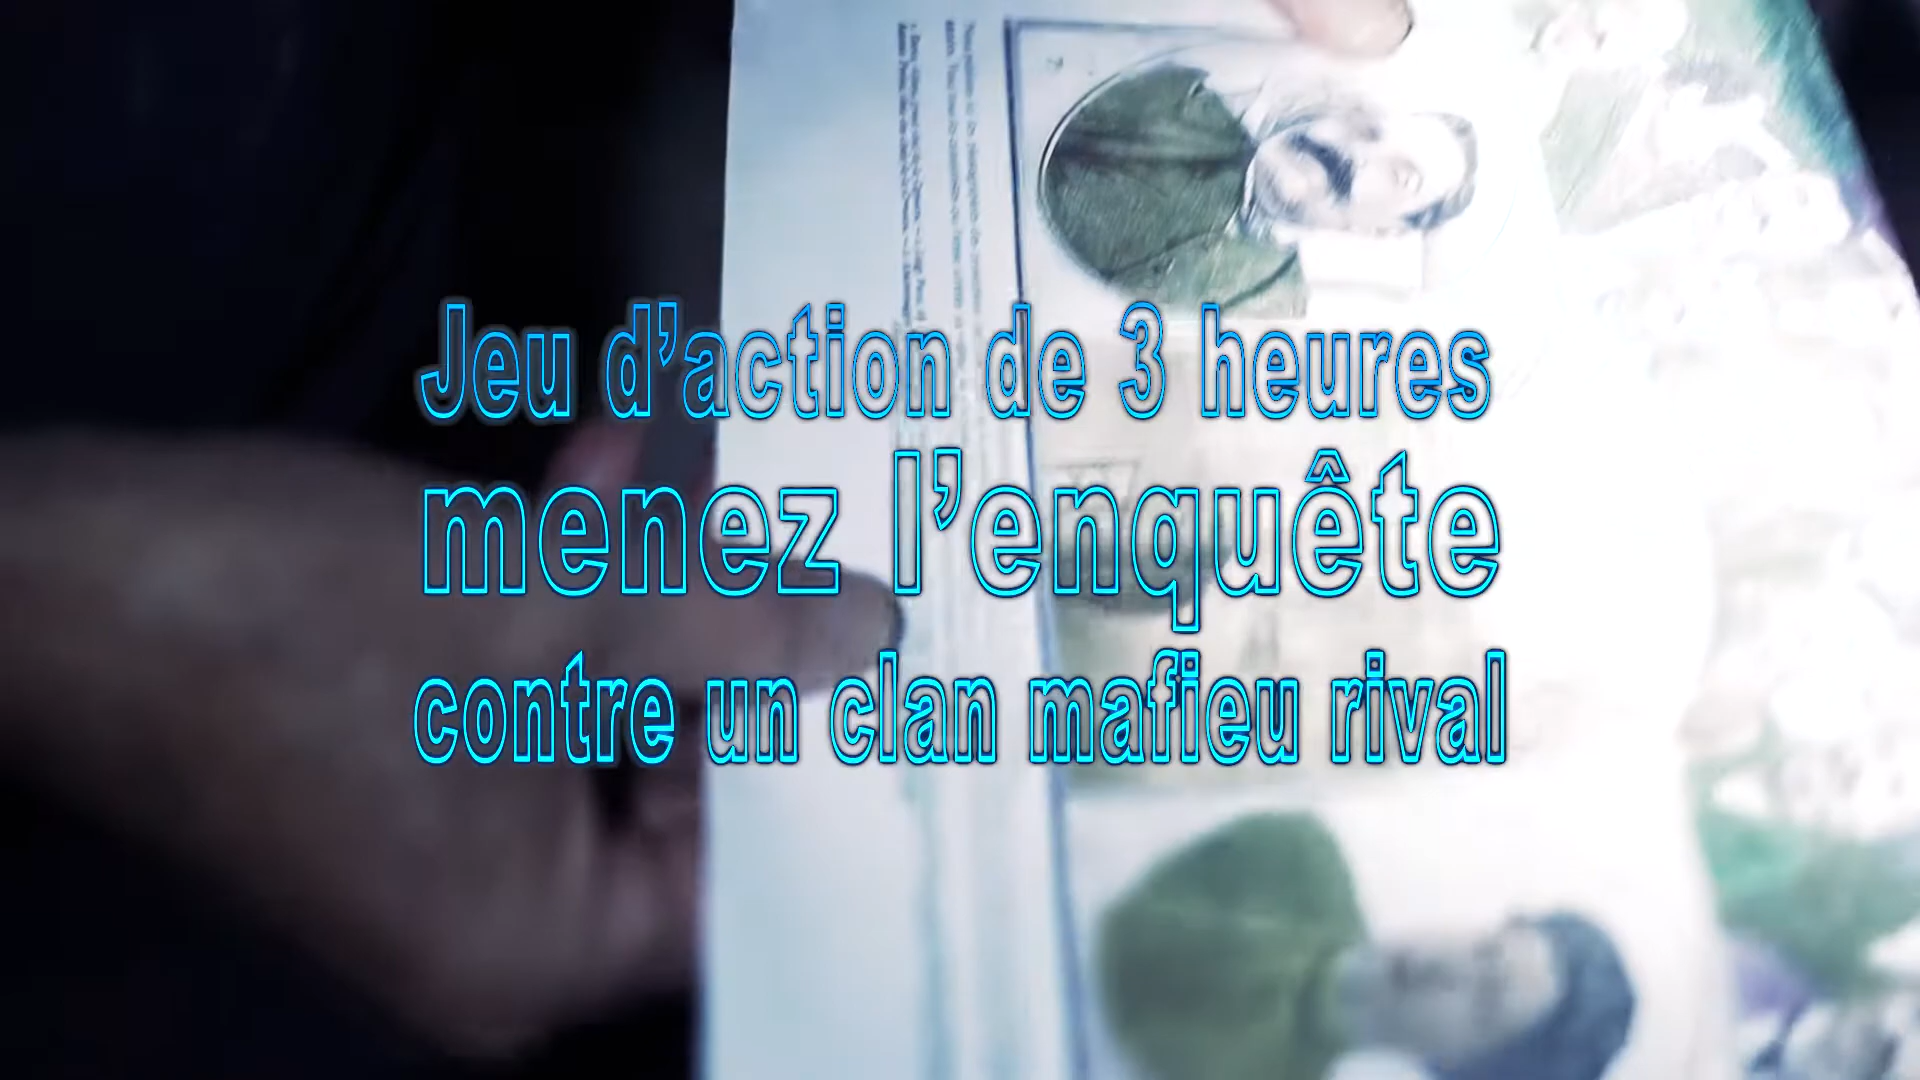 Jeu d’action de 3 heures
menez l’enquête
contre un clan mafieu rival